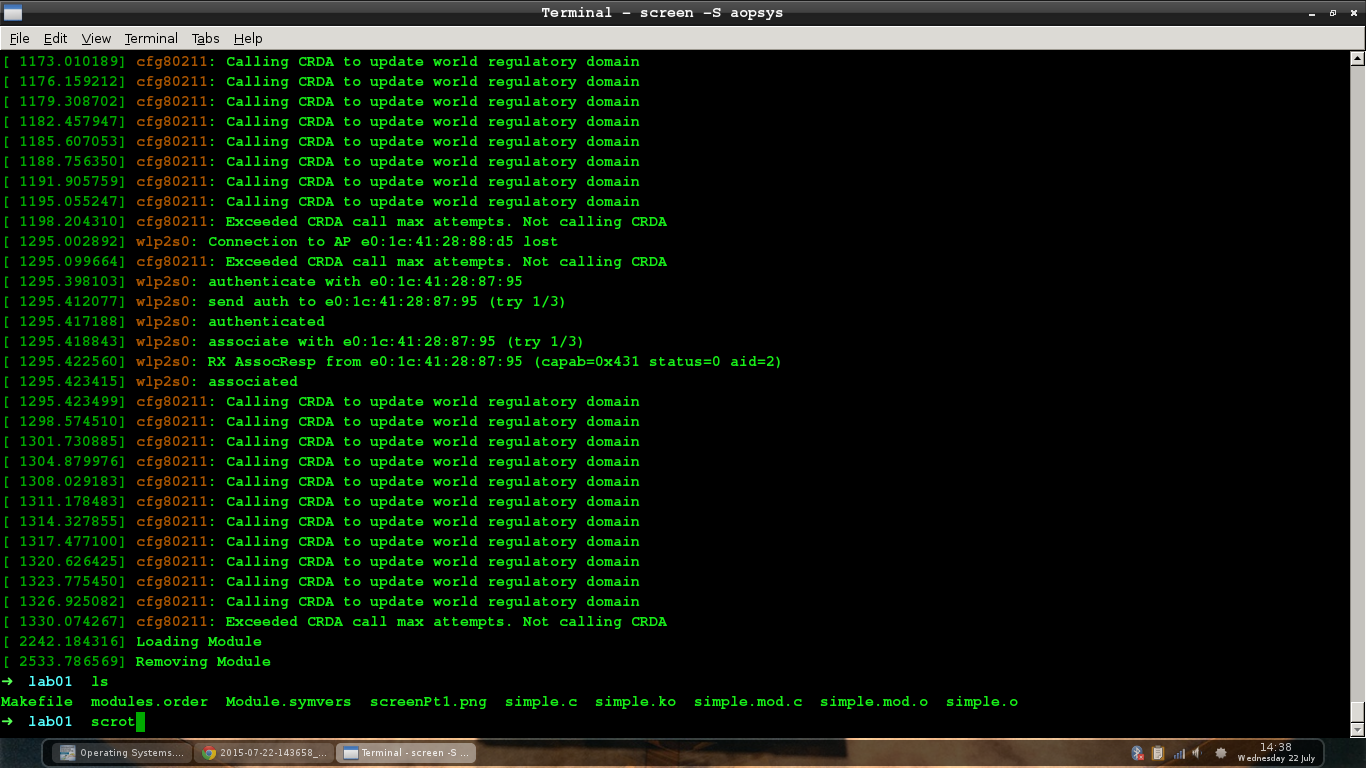 Terminal - screen -S aopsys
File Edit View Terminal Tabs Help
[ 1173.010189] cfg80211: Calling CRDA to update world regulatory domain
[ 1176.159212] cfg80211: Calling CRDA to update world regulatory domain
[ 1179.308702] cfg80211: Calling CRDA to update world regulatory domain
[ 1182.457947] cfg80211: Calling CRDA to update world regulatory domain
[ 1185.607053] cfg80211: Calling CRDA to update world regulatory domain
[ 1188.756350] cfg80211: Calling CRDA to update world regulatory domain
[ 1191.905759] cfg80211: Calling CRDA to update world regulatory domain
[ 1195.055247] cfg80211: Calling CRDA to update world regulatory domain
[ 1198.204310] cfg80211: Exceeded CRDA call max attempts. Not calling CRDA
[ 1295.002892] wlp2s0: Connection to AP e0:1c:41:28:88:d5 lost
[ 1295.099664] cfg80211: Exceeded CRDA call max attempts. Not calling CRDA
[ 1295.398103] wlp2s0: authenticate with e0:1c:41:28:87:95
[ 1295.412077] wlp2s0: send auth to e0:1c:41:28:87:95 (try 1/3)
[ 1295.417188] wlp2s0: authenticated
[ 1295.418843] wlp2s0: associate with e0:1c:41:28:87:95 (try 1/3)
[ 1295.422560] wlp2s0: RX AssocResp from e0:1c:41:28:87:95 (capab=0x431 status=0 aid=2)
[ 1295.423415] wlp2s0: associated
[ 1295.423499] cfg80211: Calling CRDA to update world regulatory domain
[ 1298.574510] cfg80211: Calling CRDA to update world regulatory domain
[ 1301.730885] cfg80211: Calling CRDA to update world regulatory domain
[ 1304.879976] cfg80211: Calling CRDA to update world regulatory domain
[ 1308.029183] cfg80211: Calling CRDA to update world regulatory domain
[ 1311.178483] cfg80211: Calling CRDA to update world regulatory domain
[ 1314.327855] cfg80211: Calling CRDA to update world regulatory domain
[ 1317.477100] cfg80211: Calling CRDA to update world regulatory domain
[ 1320.626425] cfg80211: Calling CRDA to update world regulatory domain
[ 1323.775450] cfg80211: Calling CRDA to update world regulatory domain
[ 1326.925082] cfg80211: Calling CRDA to update world regulatory domain
[ 1330.074267] cfg80211: Exceeded CRDA call max attempts. Not calling CRDA
[ 2242.184316] Loading Module
[ 2533.786569] Removing Module
➜ lab01 ls
Makefile modules.order Module.symvers screenPt1.png simple.c simple.ko simple.mod.c simple.mod.o simple.o
➜ lab01 scrot
Operating Systems.... 2015-07-22-143658_... Terminal - screen -S ... 14:38
Wednesday 22 July